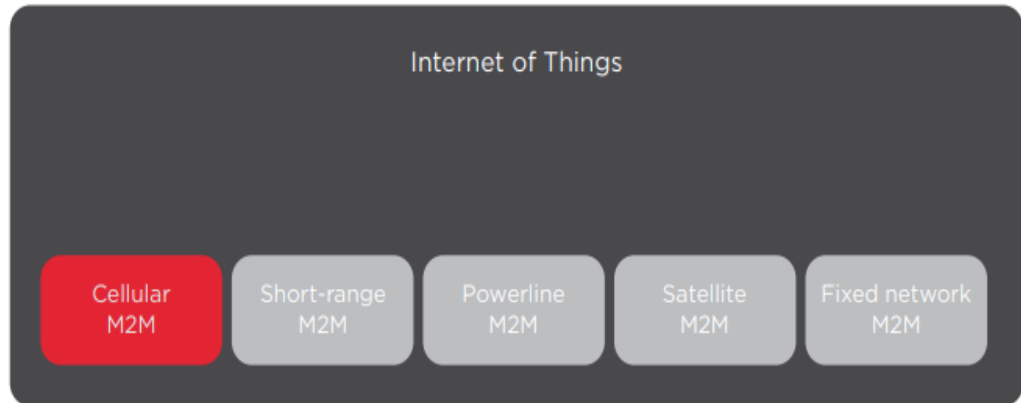 Internet of Things
Cellular
M2M
Short-range
M2M
Powerline
M2M
Satellite
M2M
Fixed network
M2M